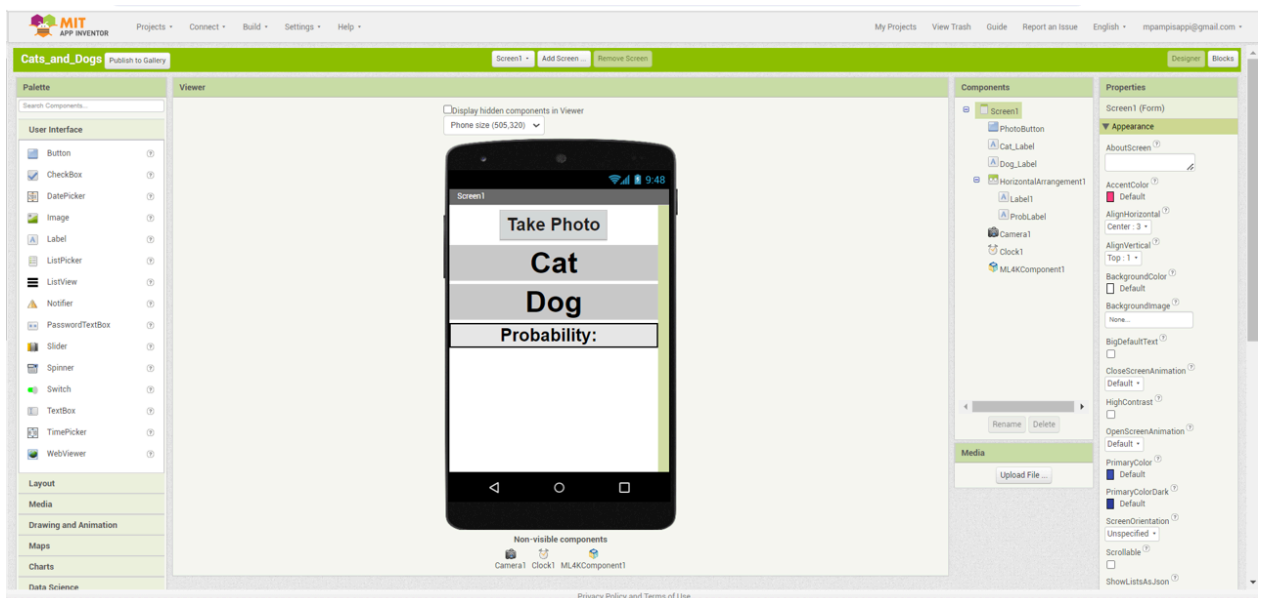 MIT
APP INVENTOR
Projects Connect Build Settings Help
My Projects View Trash Guide Report an Issue English mpampisappi@gmail.com
Cats_and_Dogs Publish to Gallery
Screen1 Add Screen ... Remove Screen
Designer Blocks
Palette
Search Components...
User Interface
Button
CheckBox
DatePicker
Image
Label
ListPicker
ListView
Notifier
PasswordTextBox
Slider
Spinner
Switch
TextBox
TimePicker
WebViewer
Layout
Media
Drawing and Animation
Maps
Charts
Data Science
Viewer
Display hidden components in Viewer
Phone size (505,320)
9:48
Screen1
Take Photo
Cat
Dog
Probability:
Non-visible components
Camera1 Clock1 ML4KComponent1
Components
Screen1
PhotoButton
A Cat_Label
A Dog_Label
HorizontalArrangement1
A Label1
A ProbLabel
Camera1
Clock1
ML4KComponent1
Rename Delete
Media
Upload File ...
Properties
Screen1 (Form)
Appearance
AboutScreen
AccentColor
Default
AlignHorizontal
Center : 3
AlignVertical
Top : 1
BackgroundColor
Default
BackgroundImage
None...
BigDefaultText
CloseScreenAnimation
Default
HighContrast
OpenScreenAnimation
Default
PrimaryColor
Default
PrimaryColorDark
Default
ScreenOrientation
Unspecified
Scrollable
ShowListsAsJson
Privacy Policy and Terms of Use